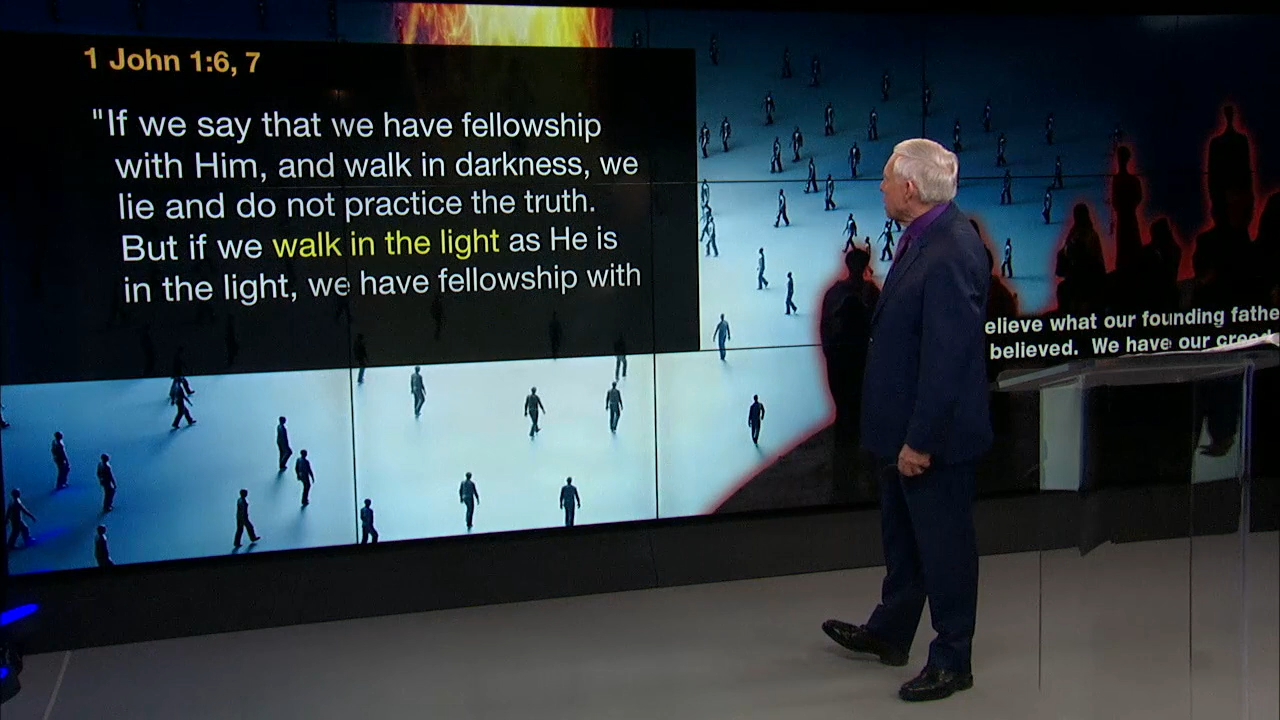 1 John 1:6, 7
"If we say that we have fellowship
with Him, and walk in darkness, we
lie and do not practice the truth.
But if we walk in the light as He is
in the light, we have fellowship with
elieve what our founding fathe
believed. We have our creed